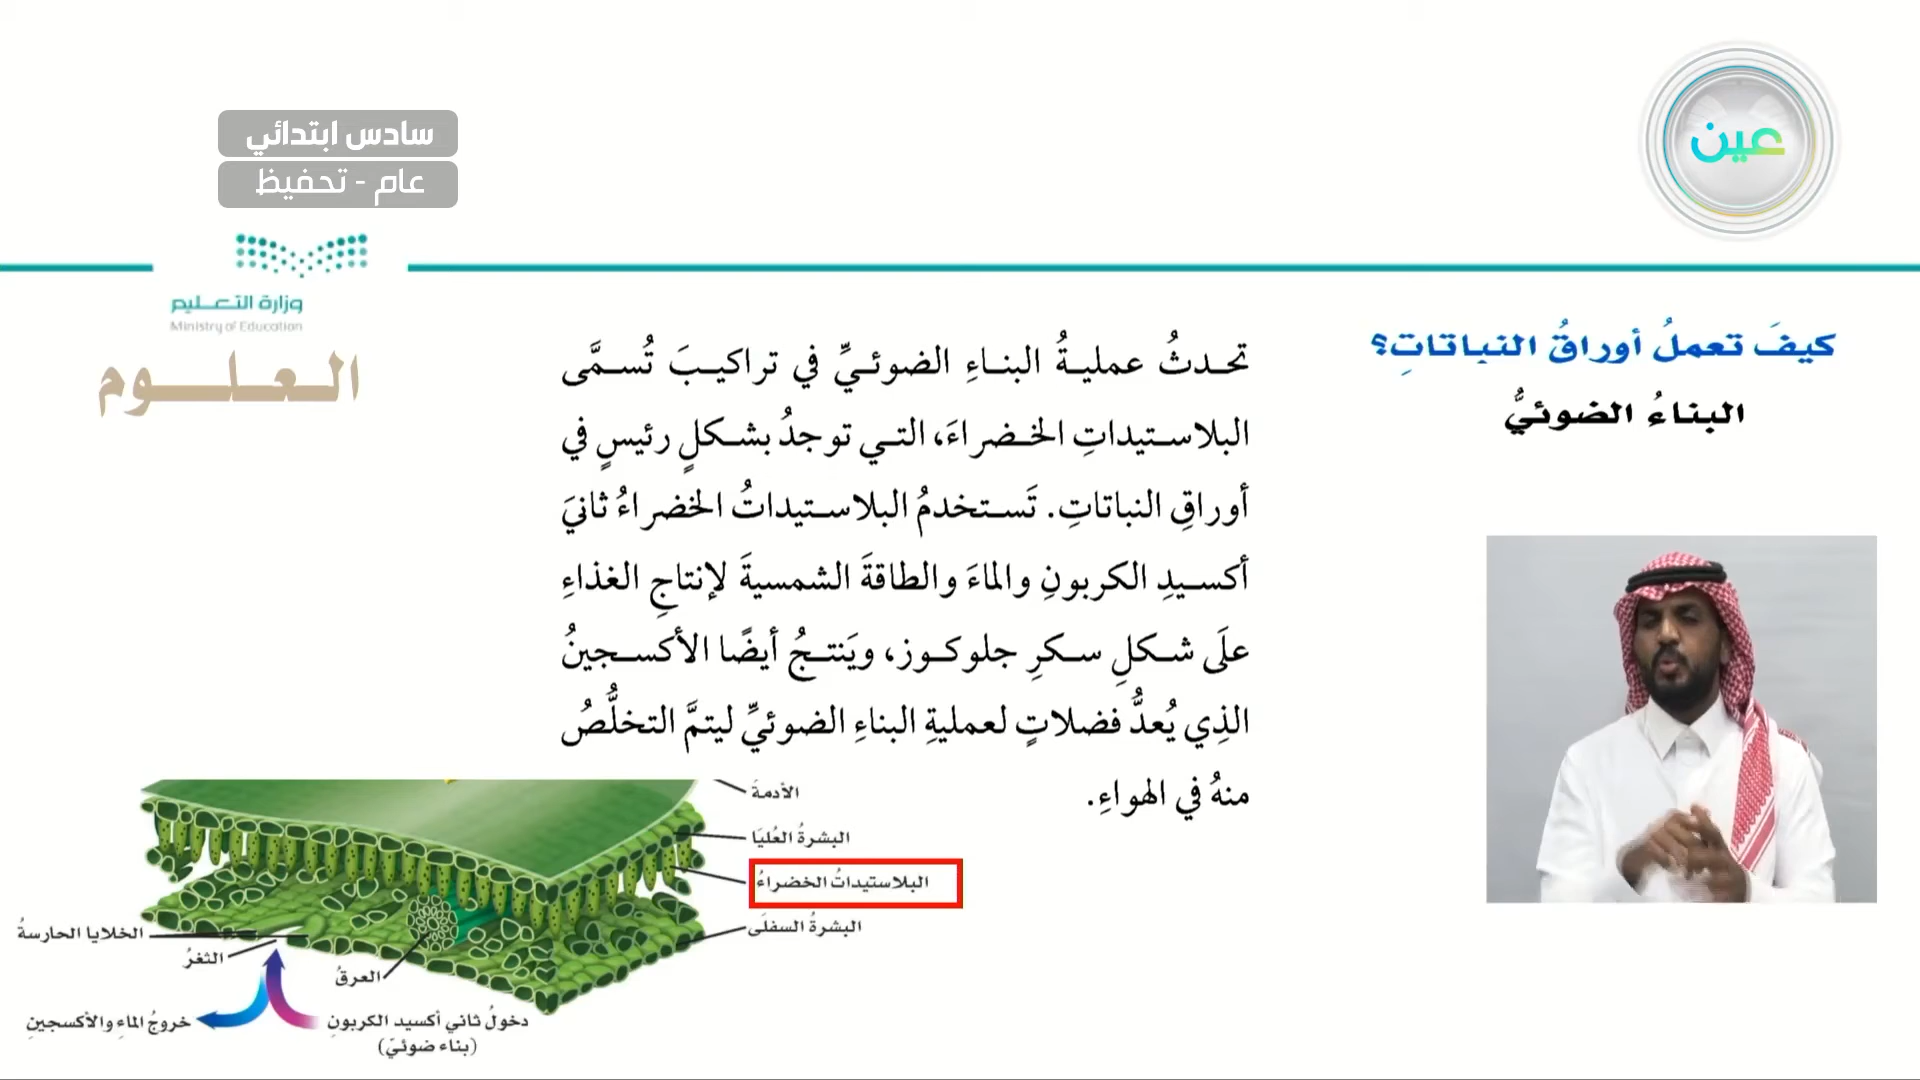 عين
سادس ابتدائي
عام - تحفيظ
وزارة التعليم
Ministry of Education
العلوم
كيفَ تعملُ أوراقُ النباتاتِ؟
البناءُ الضوئيُّ
تحدثُ عمليةُ البناءِ الضوئيِّ في تراكيبَ تُسمَّى
البلاستيداتِ الخضراءَ، التي توجدُ بشكلٍ رئيسٍ في
أوراقِ النباتاتِ. تَستخدمُ البلاستيداتُ الخضراءُ ثانيَ
أكسيدِ الكربونِ والماءَ والطاقةَ الشمسيةَ لإنتاجِ الغذاءِ
علَى شكلِ سكرِ جلوكوز، ويَنتجُ أيضًا الأكسجينُ
الذِي يُعدُّ فضلاتٍ لعمليةِ البناءِ الضوئيِّ ليتمَّ التخلُّصُ
منهُ في الهواءِ.
الأدمةَ
البشرةُ العُليَا
البلاستيداتُ الخضراءُ
البشرةُ السفلَى
الخلايا الحارسةُ
الثغرُ
العرقُ
دخولُ ثاني أكسيد الكربونِ
(بناء ضوئيّ)
خروجُ الماءِ والأكسجينِ